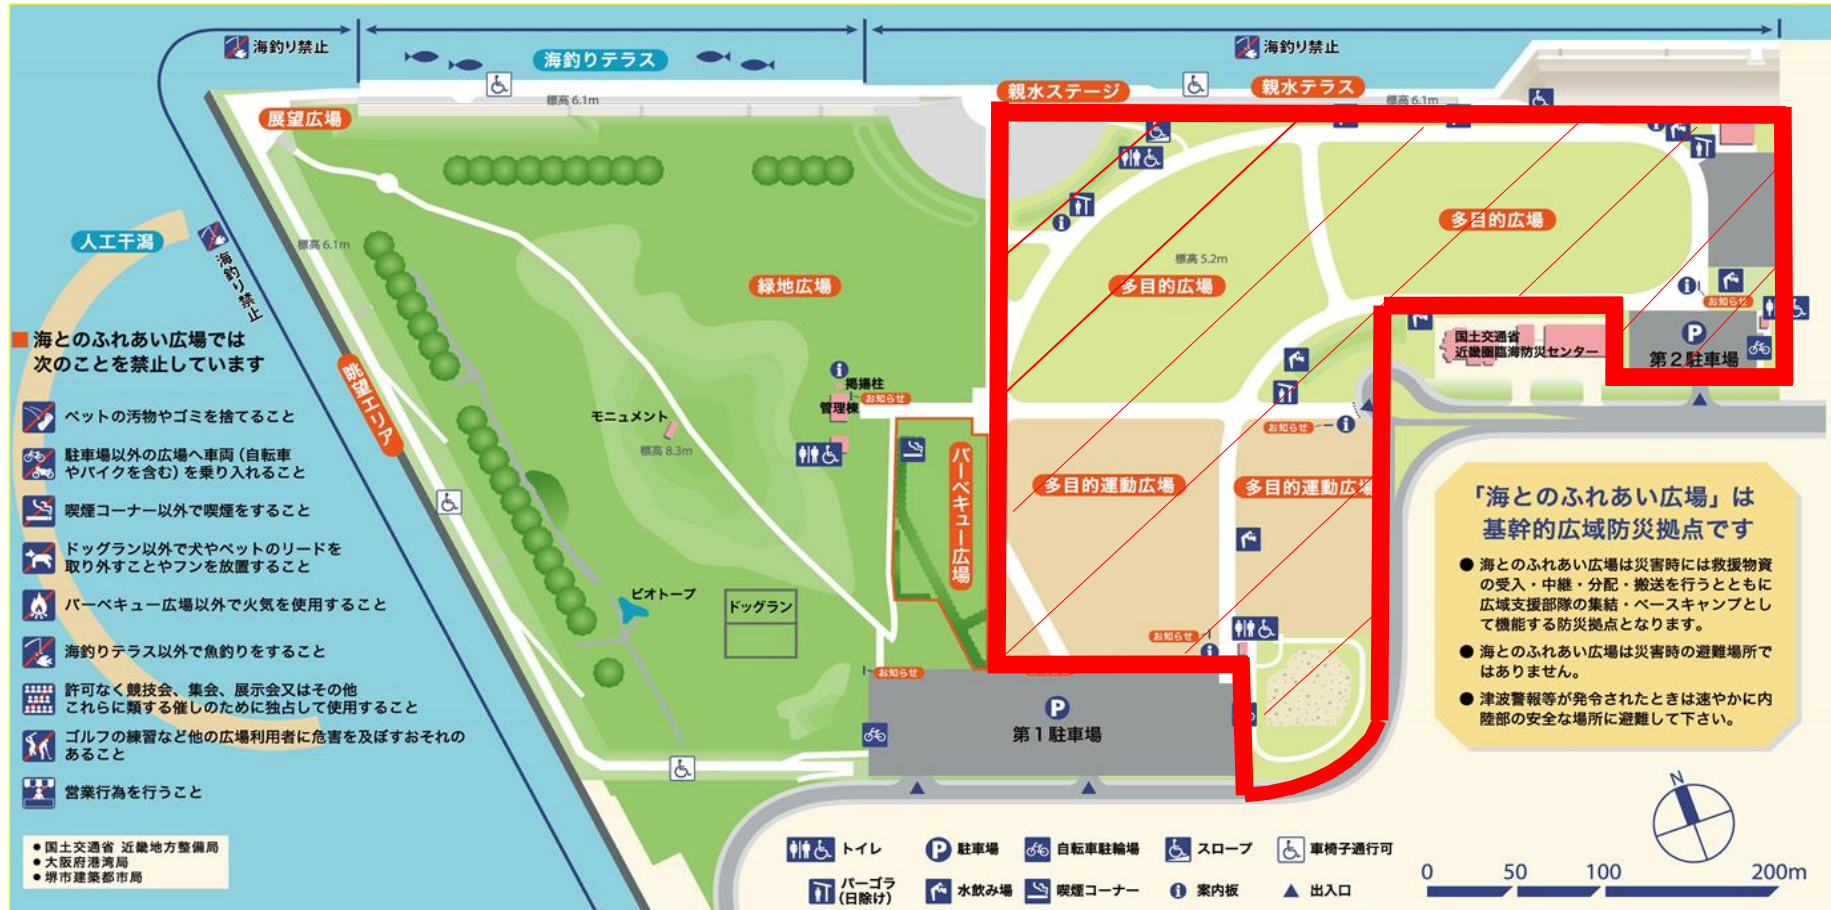 海釣り禁止
海釣りテラス
海釣り禁止
標高 6.1m
親水ステージ
親水テラス
標高 6.1m
展望広場
人工干潟
海釣り禁止
標高 6.1m
多目的広場
標高 5.2m
緑地広場
多目的広場
お知らせ
P
第2駐車場
国土交通省
近畿圏臨海防災センター
■ 海とのふれあい広場では
次のことを禁止しています
眺望エリア
掲揚柱
お知らせ
管理棟
モニュメント
標高 8.3m
お知らせ
バーベキュー広場
多目的運動広場
多目的運動広場
ペットの汚物やゴミを捨てること
駐車場以外の広場へ車両（自転車
やバイクを含む）を乗り入れること
喫煙コーナー以外で喫煙をすること
ドッグラン以外で犬やペットのリードを
取り外すことやフンを放置すること
バーベキュー広場以外で火気を使用すること
海釣りテラス以外で魚釣りをすること
許可なく競技会、集会、展示会又はその他
これらに類する催しのために独占して使用すること
ゴルフの練習など他の広場利用者に危害を及ぼすおそれの
あること
営業行為を行うこと
ビオトープ
ドッグラン
お知らせ
お知らせ
P
第1駐車場
「海とのふれあい広場」は
基幹的広域防災拠点です
● 海とのふれあい広場は災害時には救援物資
の受入・中継・分配・搬送を行うとともに
広域支援部隊の集結・ベースキャンプとし
て機能する防災拠点となります。
● 海とのふれあい広場は災害時の避難場所で
はありません。
● 津波警報等が発令されたときは速やかに内
陸部の安全な場所に避難して下さい。
N
● 国土交通省 近畿地方整備局
● 大阪府港湾局
● 堺市建築都市局
トイレ
P 駐車場
自転車駐輪場
スロープ
車椅子通行可
パーゴラ
（日除け）
水飲み場
喫煙コーナー
案内板
出入口
0 50 100 200m